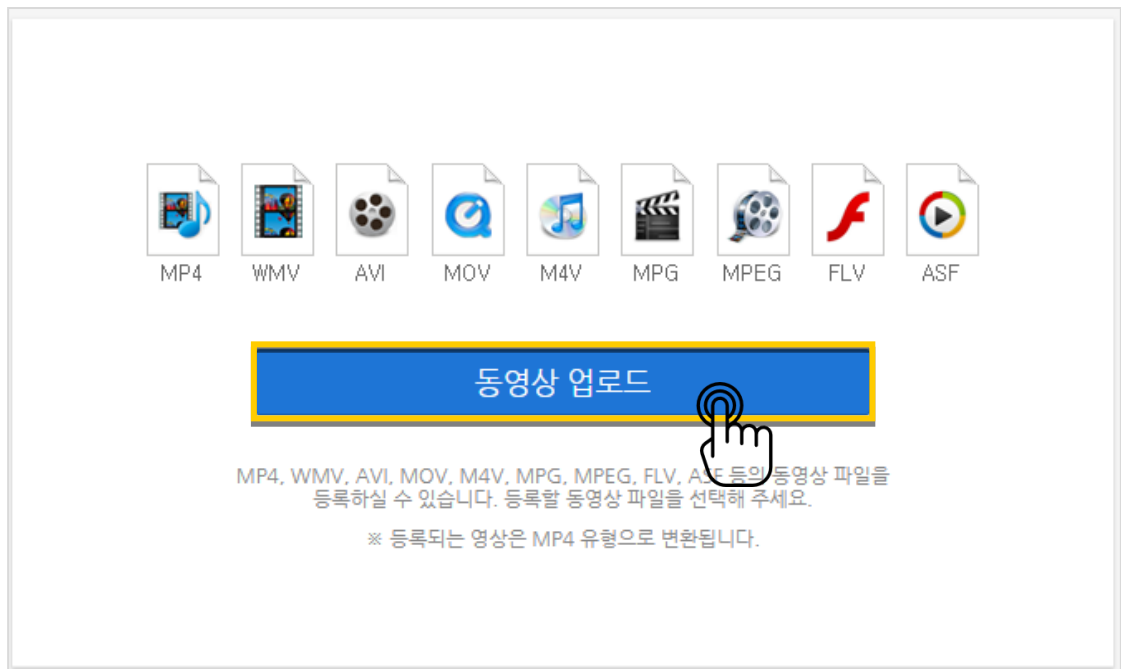 MP4 WMV AVI MOV M4V MPG MPEG FLV ASF
동영상 업로드
MP4, WMV, AVI, MOV, M4V, MPG, MPEG, FLV, ASF 등의 동영상 파일을
등록하실 수 있습니다. 등록할 동영상 파일을 선택해 주세요.
※ 등록되는 영상은 MP4 유형으로 변환됩니다.